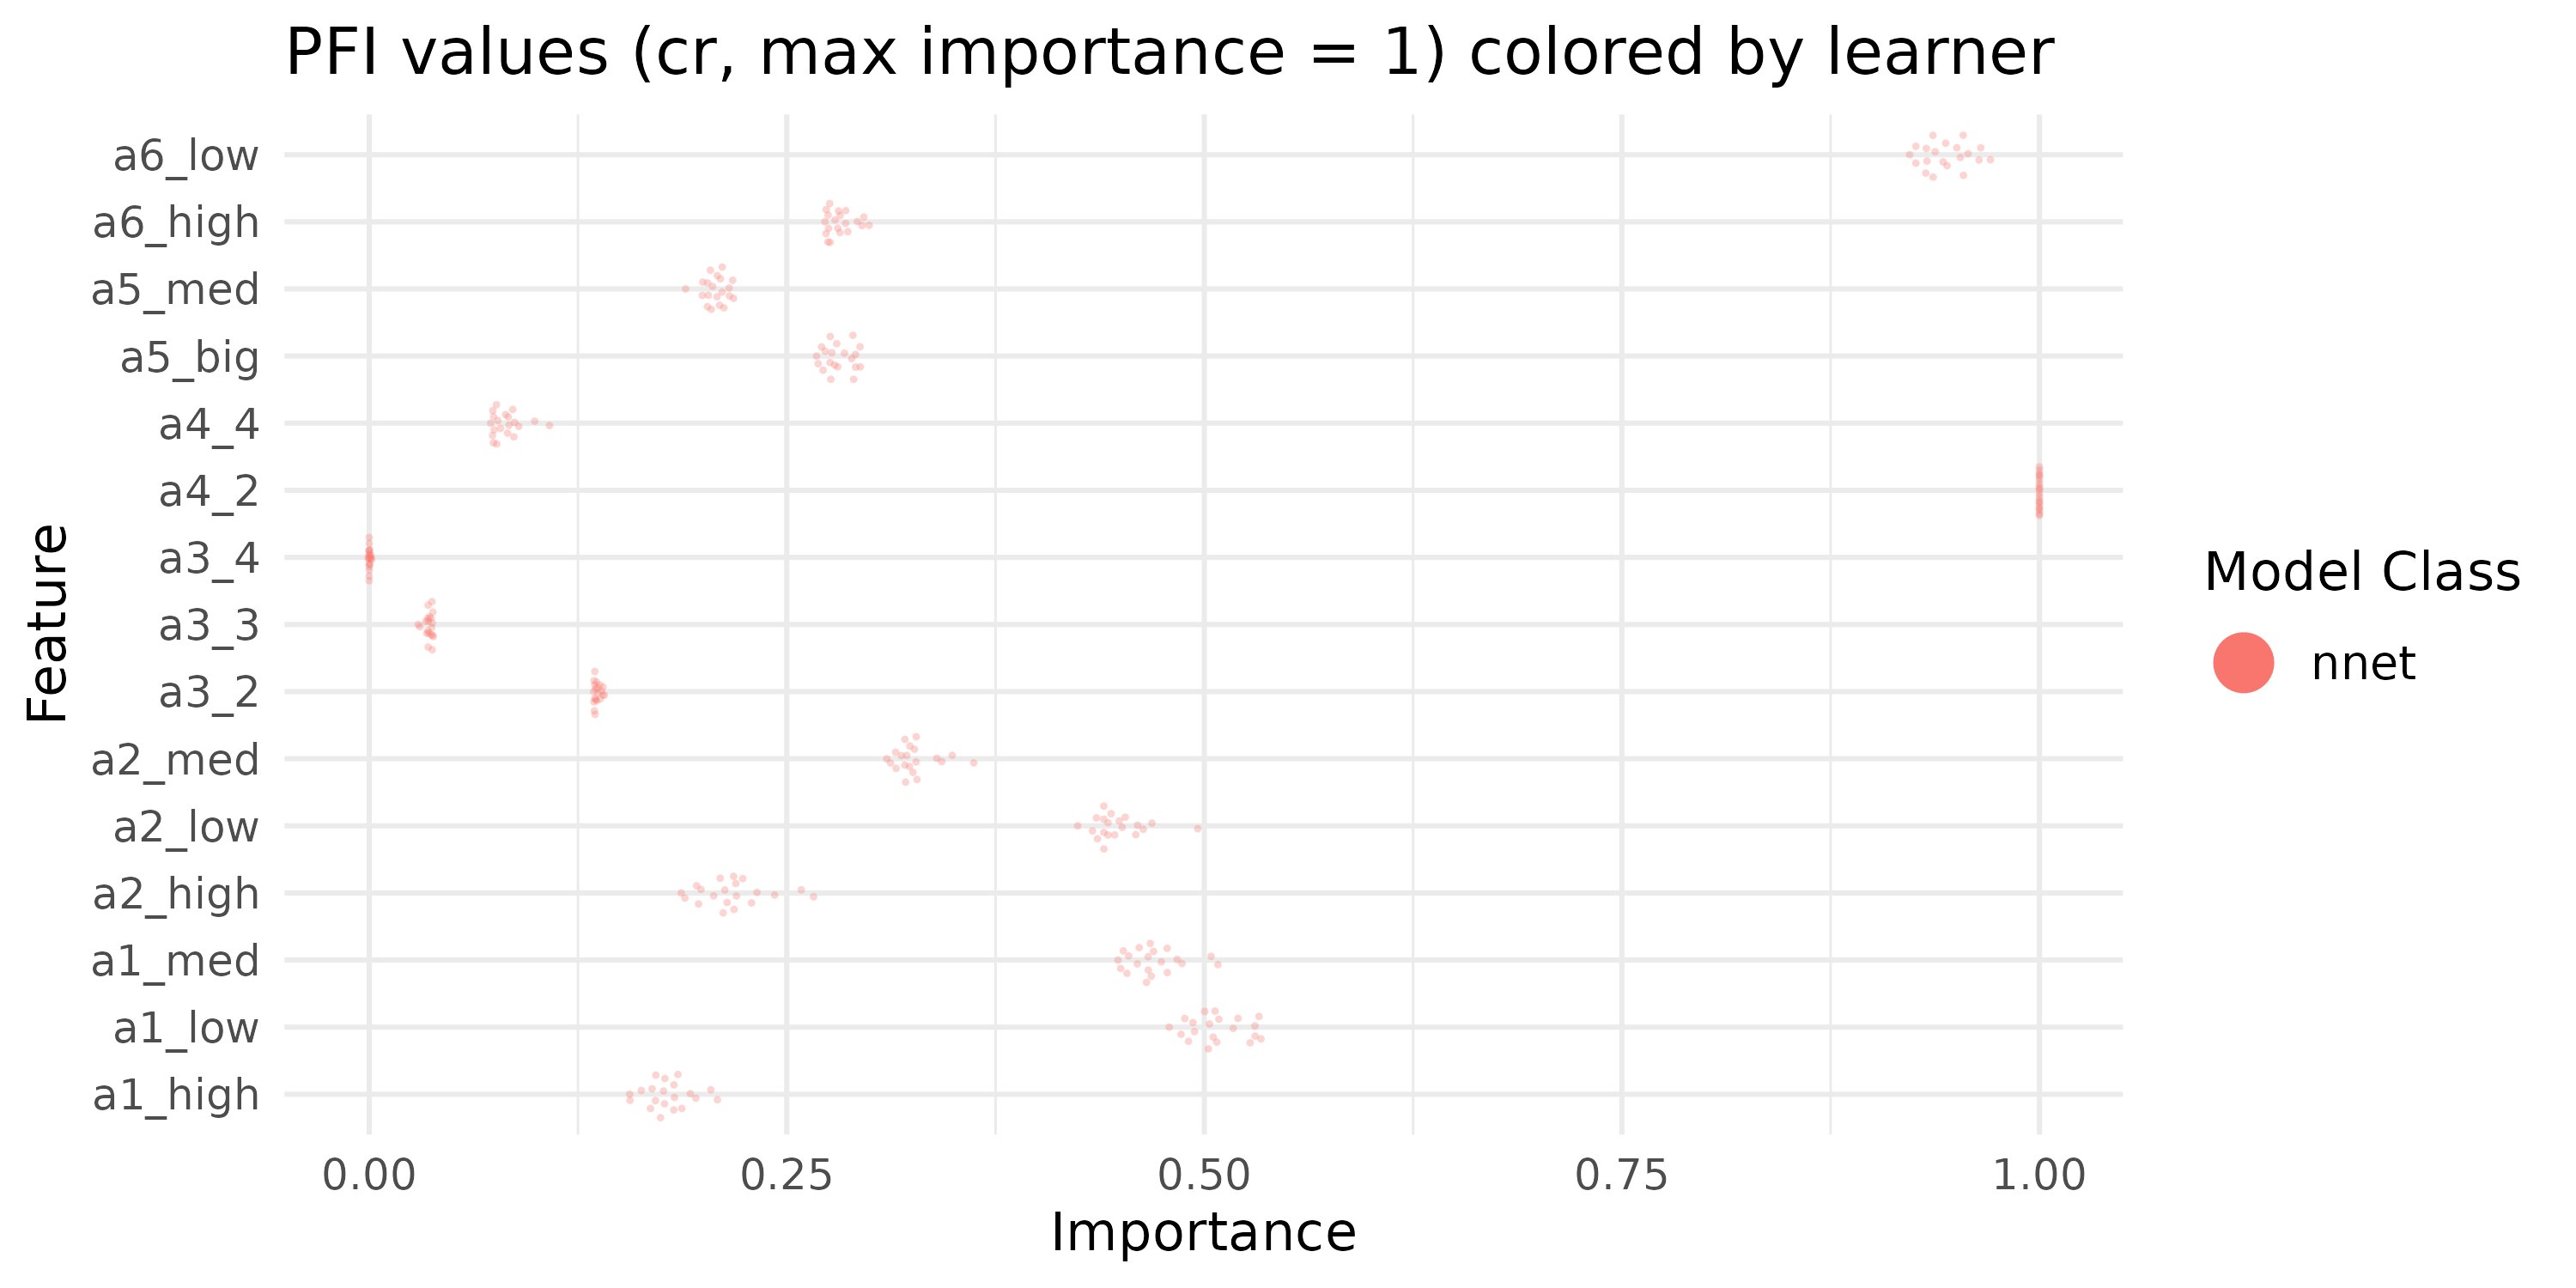 PFI values (cr, max importance = 1) colored by learner
Feature
a6_low
a6_high
a5_med
a5_big
a4_4
a4_2
a3_4
a3_3
a3_2
a2_med
a2_low
a2_high
a1_med
a1_low
a1_high
0.00 0.25 0.50 0.75 1.00
Importance
Model Class
nnet